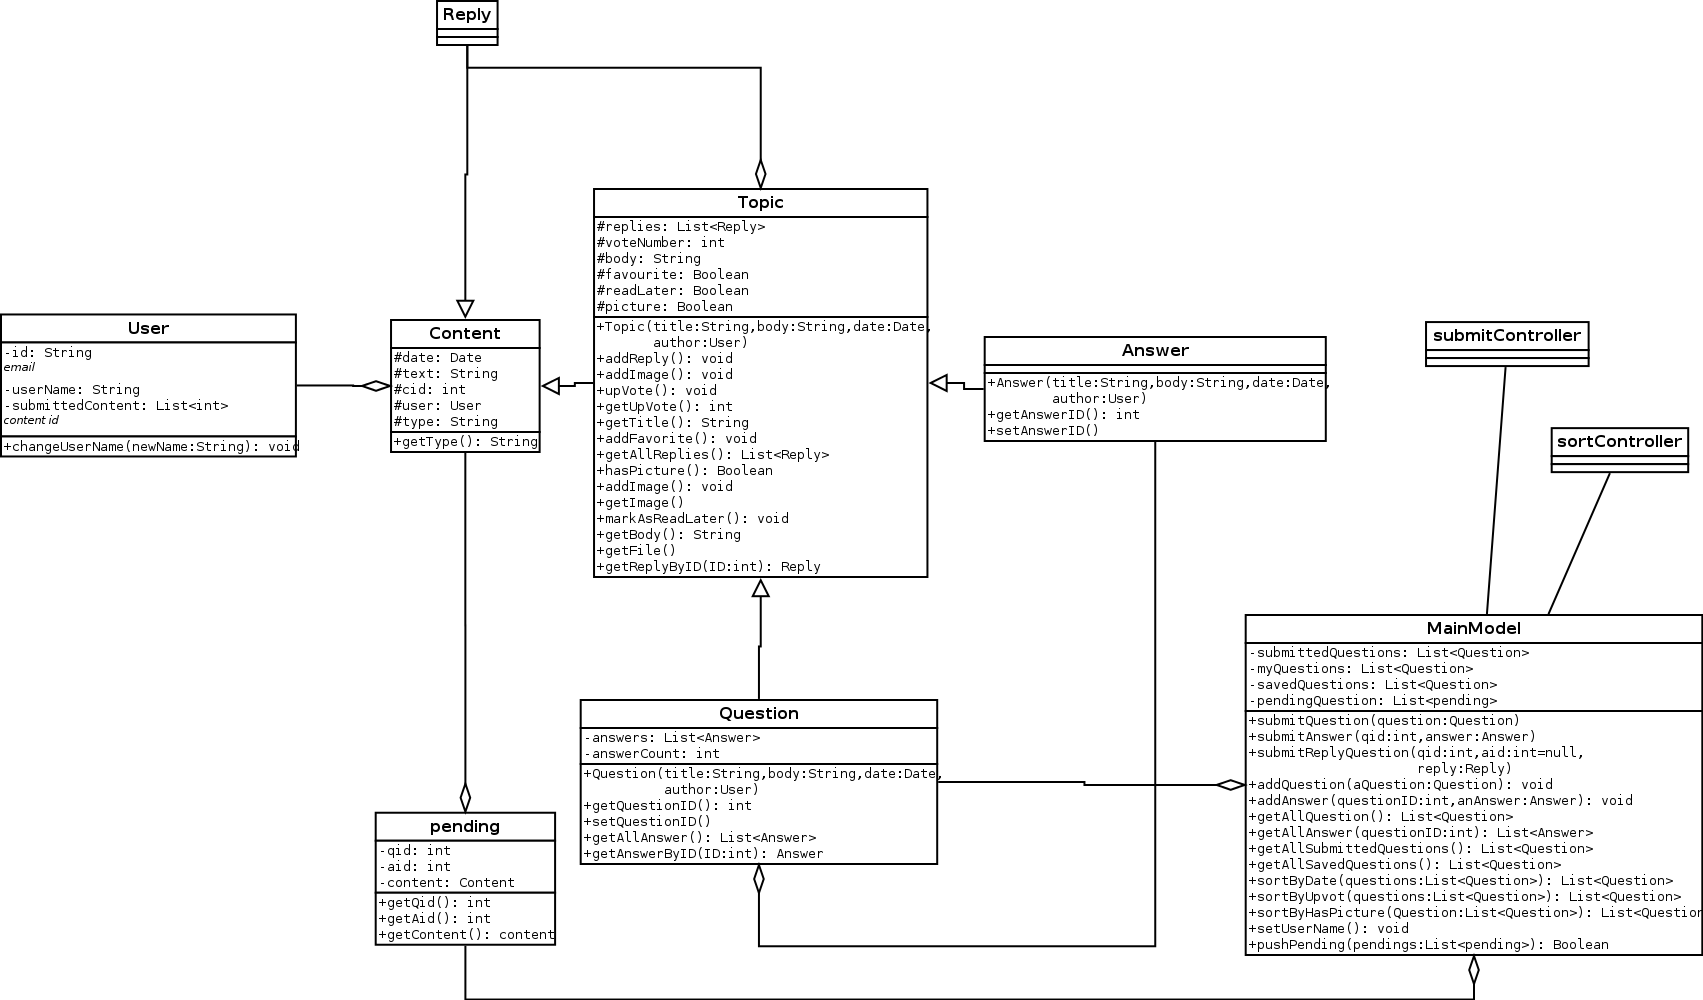 Reply
Topic
#replies: List<Reply>
#voteNumber: int
#body: String
#favourite: Boolean
#readLater: Boolean
#picture: Boolean
+Topic(title:String,body:String,date:Date,
author:User)
+addReply(): void
+addImage(): void
+upVote(): void
+getUpVote(): int
+getTitle(): String
+addFavorite(): void
+getAllReplies(): List<Reply>
+hasPicture(): Boolean
+addImage(): void
+getImage()
+markAsReadLater(): void
+getBody(): String
+getFile()
+getReplyByID(ID:int): Reply
User
-id: String
email
-userName: String
-submittedContent: List<int>
content id
+changeUserName(newName:String): void
Content
#date: Date
#text: String
#cid: int
#user: User
#type: String
+getType(): String
Answer
+Answer(title:String,body:String,date:Date,
author:User)
+getAnswerID(): int
+setAnswerID()
submitController
sortController
MainModel
-submittedQuestions: List<Question>
-myQuestions: List<Question>
-savedQuestions: List<Question>
-pendingQuestion: List<pending>
+submitQuestion(question:Question)
+submitAnswer(qid:int,answer:Answer)
+submitReplyQuestion(qid:int,aid:int=null,
reply:Reply)
+addQuestion(aQuestion:Question): void
+addAnswer(questionID:int,anAnswer:Answer): void
+getAllQuestion(): List<Question>
+getAllAnswer(questionID:int): List<Answer>
+getAllSubmittedQuestions(): List<Question>
+getAllSavedQuestions(): List<Question>
+sortByDate(questions:List<Question>): List<Question>
+sortByUpvot(questions:List<Question>): List<Question>
+sortByHasPicture(Question:List<Question>): List<Question
+setUserName(): void
+pushPending(pendings:List<pending>): Boolean
Question
-answers: List<Answer>
-answerCount: int
+Question(title:String,body:String,date:Date,
author:User)
+getQuestionID(): int
+setQuestionID()
+getAllAnswer(): List<Answer>
+getAnswerByID(ID:int): Answer
pending
-qid: int
-aid: int
-content: Content
+getQid(): int
+getAid(): int
+getContent(): content